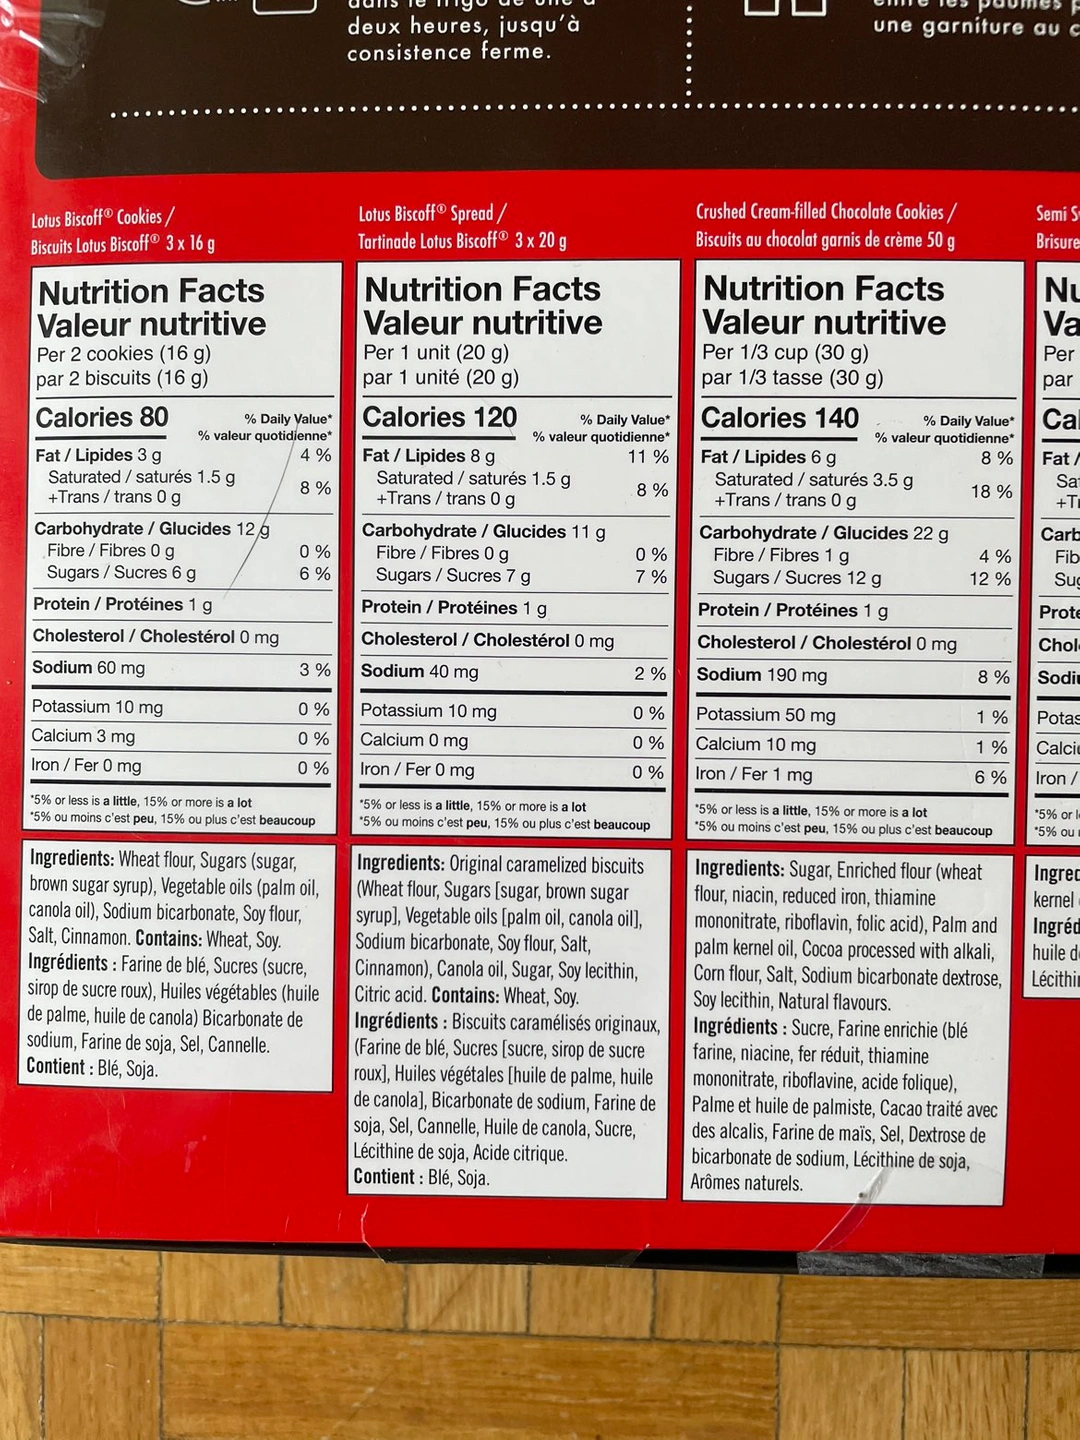 deux heures, jusqu'à
consistence ferme.
une garniture au
Lotus Biscoff® Cookies /
Biscuits Lotus Biscoff® 3 x 16 g
Nutrition Facts
Valeur nutritive
Per 2 cookies (16 g)
par 2 biscuits (16 g)
Calories 80
% Daily Value*
% valeur quotidienne*
Fat / Lipides 3 g 4 %
Saturated / saturés 1.5 g
+Trans / trans 0 g 8 %
Carbohydrate / Glucides 12 g
Fibre / Fibres 0 g 0 %
Sugars / Sucres 6 g 6 %
Protein / Protéines 1 g
Cholesterol / Cholestérol 0 mg
Sodium 60 mg 3 %
Potassium 10 mg 0 %
Calcium 3 mg 0 %
Iron / Fer 0 mg 0 %
*5% or less is a little, 15% or more is a lot
*5% ou moins c'est peu, 15% ou plus c'est beaucoup
Ingredients: Wheat flour, Sugars (sugar,
brown sugar syrup), Vegetable oils (palm oil,
canola oil), Sodium bicarbonate, Soy flour,
Salt, Cinnamon. Contains: Wheat, Soy.
Ingrédients : Farine de blé, Sucres (sucre,
sirop de sucre roux), Huiles végétables (huile
de palme, huile de canola) Bicarbonate de
sodium, Farine de soja, Sel, Cannelle.
Contient : Blé, Soja.
Lotus Biscoff® Spread /
Tartinade Lotus Biscoff® 3 x 20 g
Nutrition Facts
Valeur nutritive
Per 1 unit (20 g)
par 1 unité (20 g)
Calories 120
% Daily Value*
% valeur quotidienne*
Fat / Lipides 8 g 11 %
Saturated / saturés 1.5 g
+Trans / trans 0 g 8 %
Carbohydrate / Glucides 11 g
Fibre / Fibres 0 g 0 %
Sugars / Sucres 7 g 7 %
Protein / Protéines 1 g
Cholesterol / Cholestérol 0 mg
Sodium 40 mg 2 %
Potassium 10 mg 0 %
Calcium 0 mg 0 %
Iron / Fer 0 mg 0 %
*5% or less is a little, 15% or more is a lot
*5% ou moins c'est peu, 15% ou plus c'est beaucoup
Ingredients: Original caramelized biscuits
(Wheat flour, Sugars [sugar, brown sugar
syrup], Vegetable oils [palm oil, canola oil],
Sodium bicarbonate, Soy flour, Salt,
Cinnamon), Canola oil, Sugar, Soy lecithin,
Citric acid. Contains: Wheat, Soy.
Ingrédients : Biscuits caramélisés originaux,
(Farine de blé, Sucres [sucre, sirop de sucre
roux], Huiles végétales [huile de palme, huile
de canola], Bicarbonate de sodium, Farine de
soja, Sel, Cannelle, Huile de canola, Sucre,
Lécithine de soja, Acide citrique.
Contient : Blé, Soja.
Crushed Cream-filled Chocolate Cookies /
Biscuits au chocolat garnis de crème 50 g
Nutrition Facts
Valeur nutritive
Per 1/3 cup (30 g)
par 1/3 tasse (30 g)
Calories 140
% Daily Value*
% valeur quotidienne*
Fat / Lipides 6 g 8 %
Saturated / saturés 3.5 g
+Trans / trans 0 g 18 %
Carbohydrate / Glucides 22 g
Fibre / Fibres 1 g 4 %
Sugars / Sucres 12 g 12 %
Protein / Protéines 1 g
Cholesterol / Cholestérol 0 mg
Sodium 190 mg 8 %
Potassium 50 mg 1 %
Calcium 10 mg 1 %
Iron / Fer 1 mg 6 %
*5% or less is a little, 15% or more is a lot
*5% ou moins c'est peu, 15% ou plus c'est beaucoup
Ingredients: Sugar, Enriched flour (wheat
flour, niacin, reduced iron, thiamine
mononitrate, riboflavin, folic acid), Palm and
palm kernel oil, Cocoa processed with alkali,
Corn flour, Salt, Sodium bicarbonate dextrose,
Soy lecithin, Natural flavours.
Ingrédients : Sucre, Farine enrichie (blé
farine, niacine, fer réduit, thiamine
mononitrate, riboflavine, acide folique),
Palme et huile de palmiste, Cacao traité avec
des alcalis, Farine de maïs, Sel, Dextrose de
bicarbonate de sodium, Lécithine de soja,
Arômes naturels.
Semi
Per
par
Fat /
Iron /
kernel